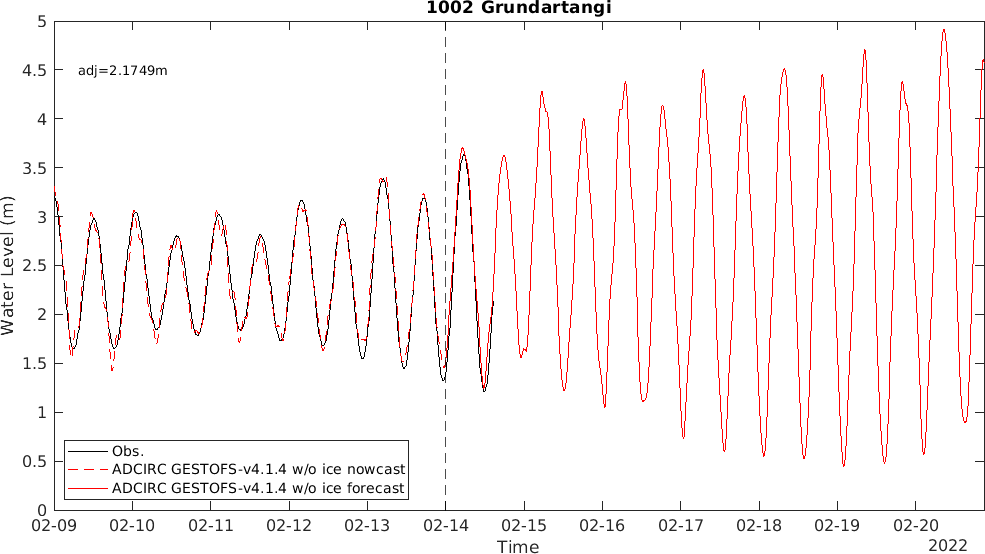 1002 Grundartangi
5
4.5
4
3.5
3
2.5
2
1.5
1
0.5
0
Water Level (m)
adj=2.1749m
Obs.
ADCIRC GESTOFS-v4.1.4 w/o ice nowcast
ADCIRC GESTOFS-v4.1.4 w/o ice forecast
02-09 02-10 02-11 02-12 02-13 02-14 02-15 02-16 02-17 02-18 02-19 02-20
Time
2022